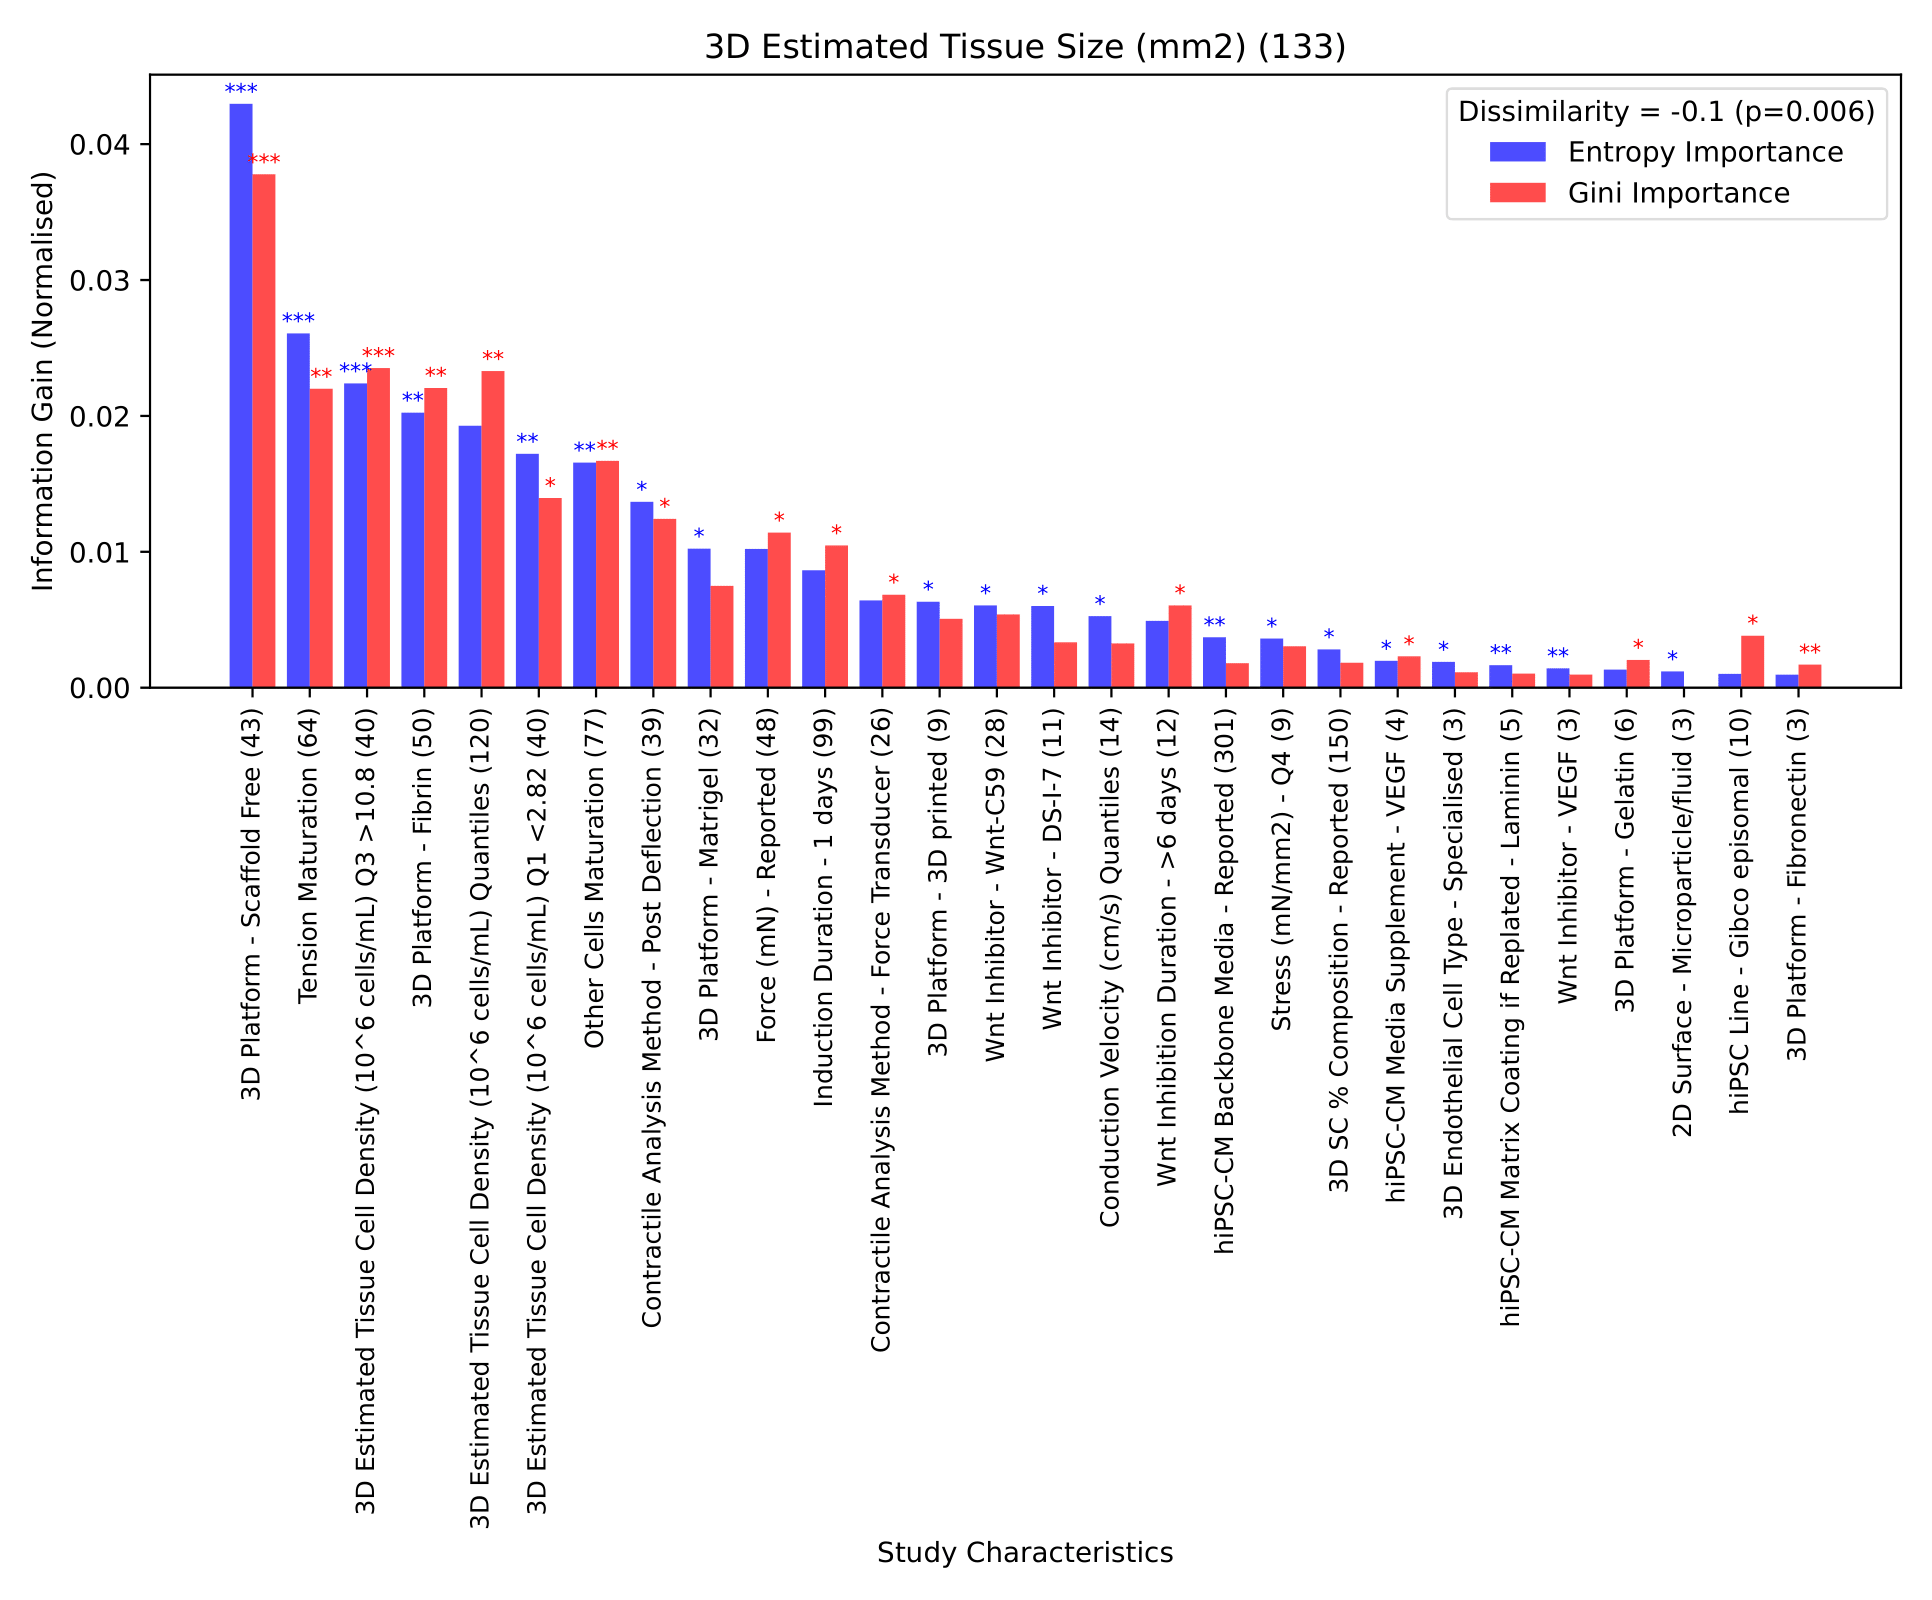 3D Estimated Tissue Size (mm2) (133)
Information Gain (Normalised)
0.04
0.03
0.02
0.01
0.00
Dissimilarity = -0.1 (p=0.006)
Entropy Importance
Gini Importance
***
***
***
**
***
***
**
**
**
**
*
**
**
*
*
*
*
*
*
*
*
*
*
*
**
*
*
*
*
*
**
**
*
*
*
**
3D Platform - Scaffold Free (43)
Tension Maturation (64)
3D Estimated Tissue Cell Density (10^6 cells/mL) Q3 >10.8 (40)
3D Platform - Fibrin (50)
3D Estimated Tissue Cell Density (10^6 cells/mL) Quantiles (120)
3D Estimated Tissue Cell Density (10^6 cells/mL) Q1 <2.82 (40)
Other Cells Maturation (77)
Contractile Analysis Method - Post Deflection (39)
3D Platform - Matrigel (32)
Force (mN) - Reported (48)
Induction Duration - 1 days (99)
Contractile Analysis Method - Force Transducer (26)
3D Platform - 3D printed (9)
Wnt Inhibitor - Wnt-C59 (28)
Wnt Inhibitor - DS-I-7 (11)
Conduction Velocity (cm/s) Quantiles (14)
Wnt Inhibition Duration - >6 days (12)
hiPSC-CM Backbone Media - Reported (301)
Stress (mN/mm2) - Q4 (9)
3D SC % Composition - Reported (150)
hiPSC-CM Media Supplement - VEGF (4)
3D Endothelial Cell Type - Specialised (3)
hiPSC-CM Matrix Coating if Replated - Laminin (5)
Wnt Inhibitor - VEGF (3)
3D Platform - Gelatin (6)
2D Surface - Microparticle/fluid (3)
hiPSC Line - Gibco episomal (10)
3D Platform - Fibronectin (3)
Study Characteristics